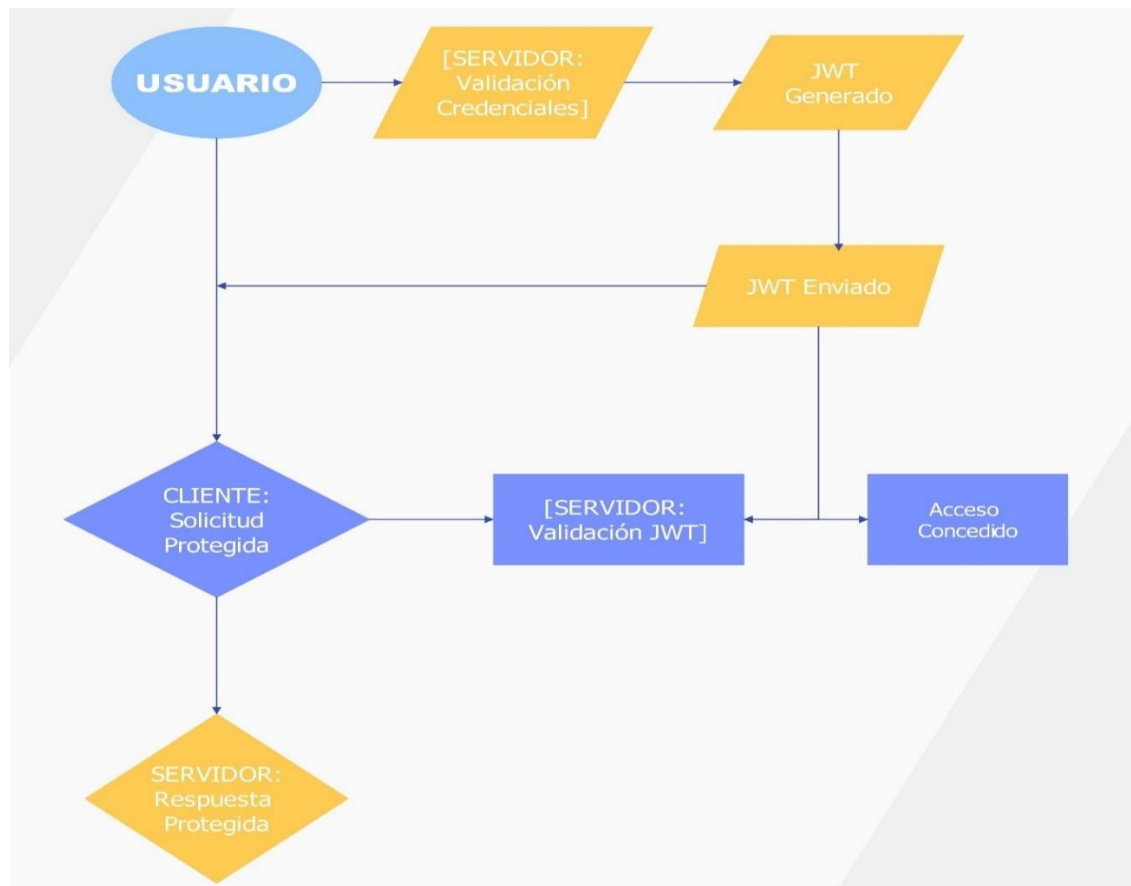 USUARIO
[SERVIDOR:
Validación
Credenciales]
JWT
Generado
JWT Enviado
CLIENTE:
Solicitud
Protegida
[SERVIDOR:
Validación JWT]
Acceso
Concedido
SERVIDOR:
Respuesta
Protegida